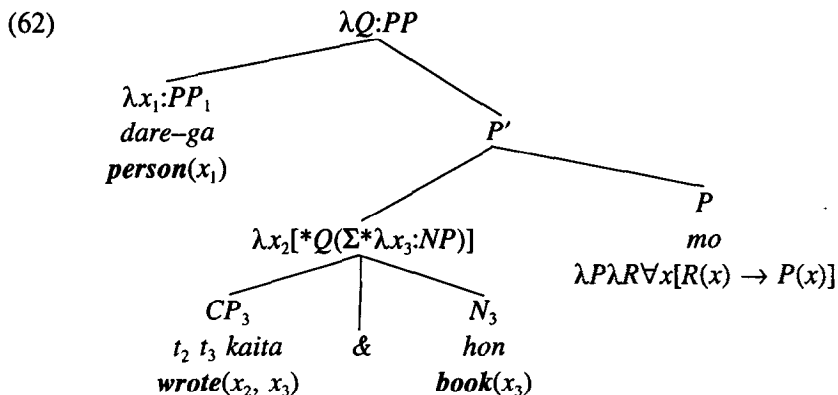 (62) λQ:PP
λx₁:PP₁
dare–ga
person(x₁)
P′
λx₂[*Q(Σ*λx₃:NP)]
P
mo
λPλR∀x[R(x) → P(x)]
CP₃
t₂ t₃ kaita
wrote(x₂, x₃)
&
N₃
hon
book(x₃)